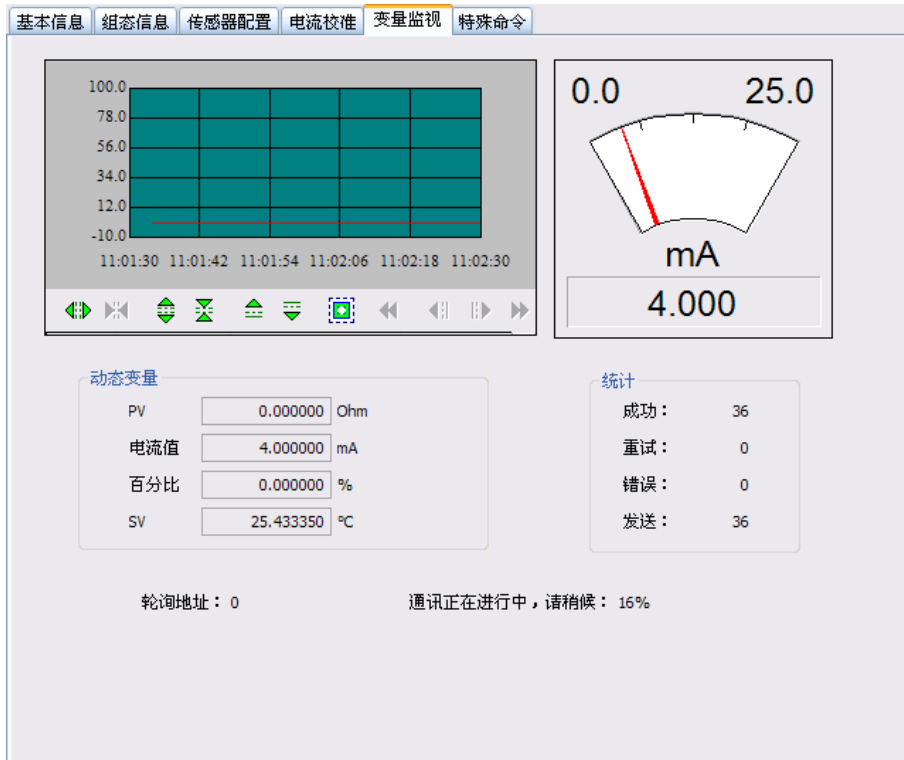 基本信息 组态信息 传感器配置 电流校准 变量监视 特殊命令
100.0
78.0
56.0
34.0
12.0
-10.0
11:01:30 11:01:42 11:01:54 11:02:06 11:02:18 11:02:30
0.0 25.0
mA
4.000
动态变量
PV 0.000000 Ohm
电流值 4.000000 mA
百分比 0.000000 %
SV 25.433350 ℃
统计
成功： 36
重试： 0
错误： 0
发送： 36
轮询地址：0 通讯正在进行中，请稍候：16%